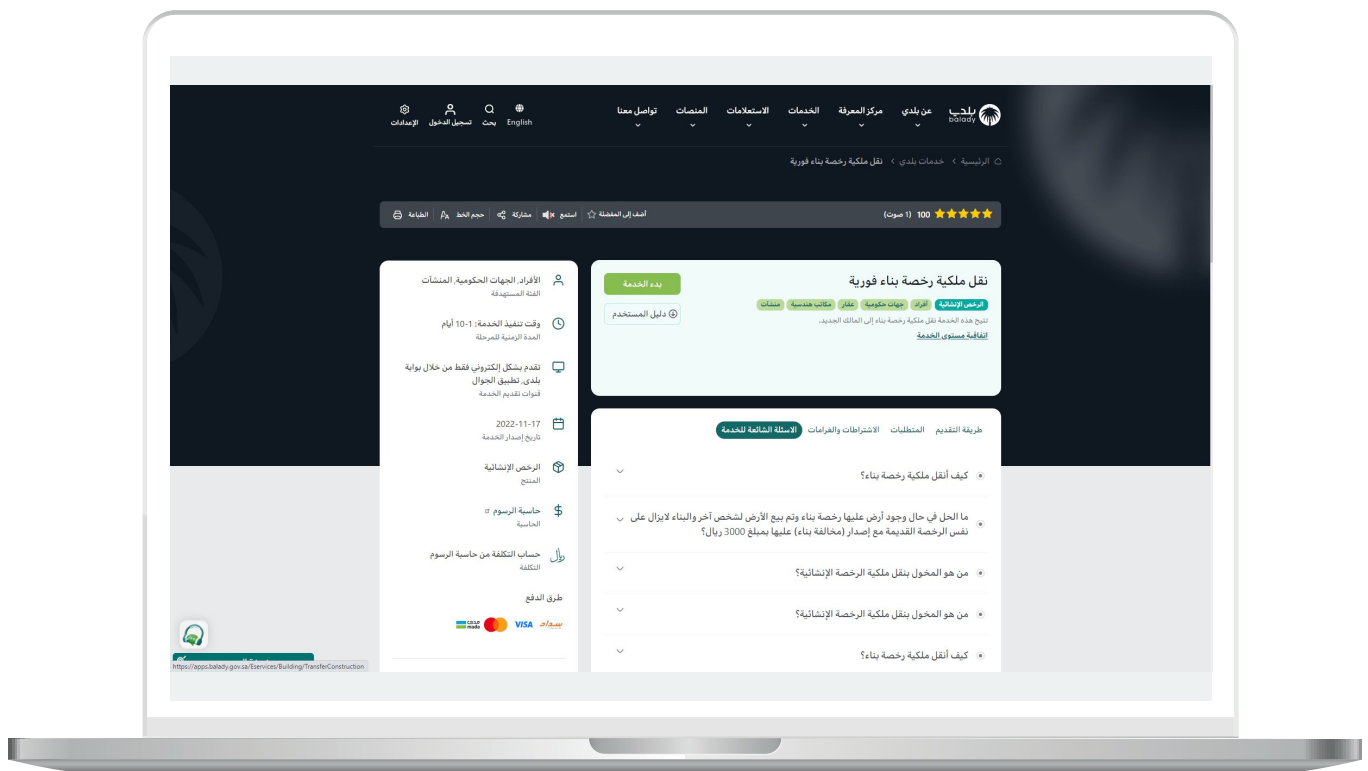 بلدي
balady
عن بلدي
مركز المعرفة
الخدمات
الاستعلامات
المنصات
تواصل معنا
English
بحث
تسجيل الدخول
الإعدادات
الرئيسية > خدمات بلدي > نقل ملكية رخصة بناء فورية
100 (1 صوت)
أضف إلى المفضلة
استمع
مشاركة
حجم الخط
الطباعة
نقل ملكية رخصة بناء فورية
بدء الخدمة
الرخص الإنشائية أفراد جهات حكومية عقار مكاتب هندسية منشآت
دليل المستخدم
تتيح هذه الخدمة نقل ملكية رخصة بناء إلى المالك الجديد.
اتفاقية مستوى الخدمة
طريقة التقديم
المتطلبات
الاشتراطات والغرامات
الاسئلة الشائعة للخدمة
كيف أنقل ملكية رخصة بناء؟
ما الحل في حال وجود أرض عليها رخصة بناء وتم بيع الأرض لشخص آخر والبناء لايزال على
نفس الرخصة القديمة مع إصدار (مخالفة بناء) عليها بمبلغ 3000 ريال؟
من هو المخول بنقل ملكية الرخصة الإنشائية؟
من هو المخول بنقل ملكية الرخصة الإنشائية؟
كيف أنقل ملكية رخصة بناء؟
الأفراد, الجهات الحكومية, المنشآت
الفئة المستهدفة
وقت تنفيذ الخدمة: 1-10 أيام
المدة الزمنية للمرحلة
تقدم بشكل إلكتروني فقط من خلال بوابة
بلدي, تطبيق الجوال
قنوات تقديم الخدمة
2022-11-17
تاريخ إصدار الخدمة
الرخص الإنشائية
المنتج
حاسبة الرسوم
الحاسبة
ريال
حساب التكلفة من حاسبة الرسوم
التكلفة
طرق الدفع
سداد
VISA
مدى
mada
https://apps.balady.gov.sa/Eservices/Building/TransferConstruction